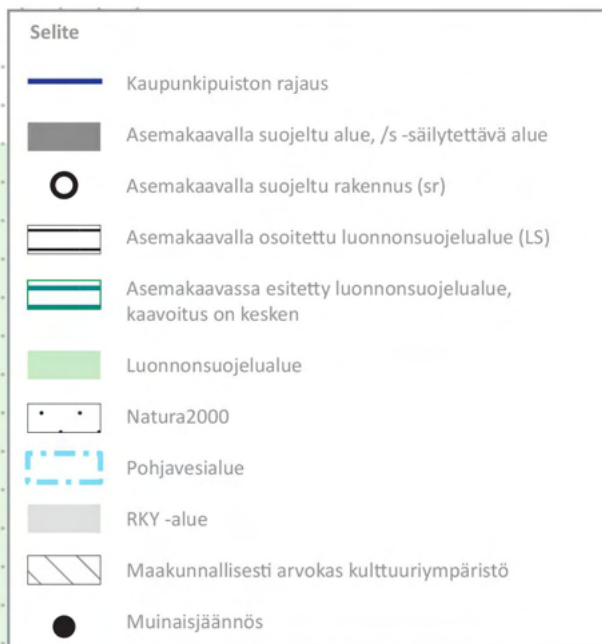 Selite
Kaupunkipuiston rajaus
Asemakaavalla suojeltu alue, /s -säilytettävä alue
Asemakaavalla suojeltu rakennus (sr)
Asemakaavalla osoitettu luonnonsuojelualue (LS)
Asemakaavassa esitetty luonnonsuojelualue,
kaavoitus on kesken
Luonnonsuojelualue
Natura2000
Pohjavesialue
RKY -alue
Maakunnallisesti arvokas kulttuuriympäristö
Muinaisjäännös